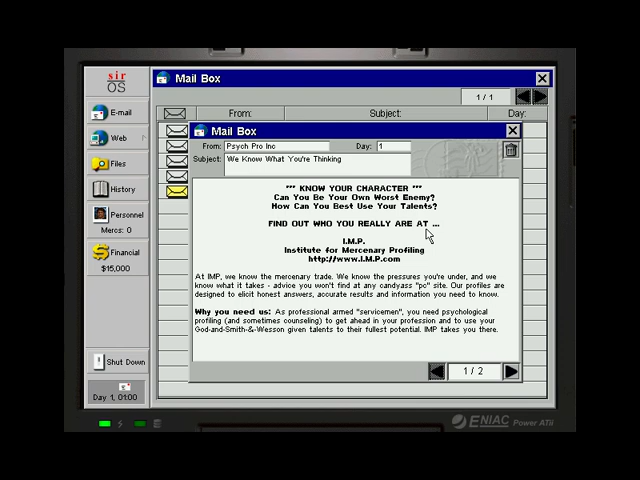 sir
OS
E-mail
Web
Files
History
Personnel
Mercs: 0
Financial
$15,000
Shut Down
Day 1, 01:00
Mail Box
1 / 1
From:
Subject:
Day:
Mail Box
From: Psych Pro Inc
Day: 1
Subject: We Know What You're Thinking
*** KNOW YOUR CHARACTER ***
Can You Be Your Own Worst Enemy?
How Can You Best Use Your Talents?
FIND OUT WHO YOU REALLY ARE AT ...
I.M.P.
Institute for Mercenary Profiling
http://www.I.M.P.com
At IMP, we know the mercenary trade. We know the pressures you're under, and we
know what it takes - advice you won't find at any candyass "pc" site. Our profiles are
designed to elicit honest answers, accurate results and information you need to know.
Why you need us: As professional armed "servicemen", you need psychological
profiling (and sometimes counseling) to get ahead in your profession and to use your
God-and-Smith-&-Wesson given talents to their fullest potential. IMP takes you there.
1 / 2
ENIAC Power ATii